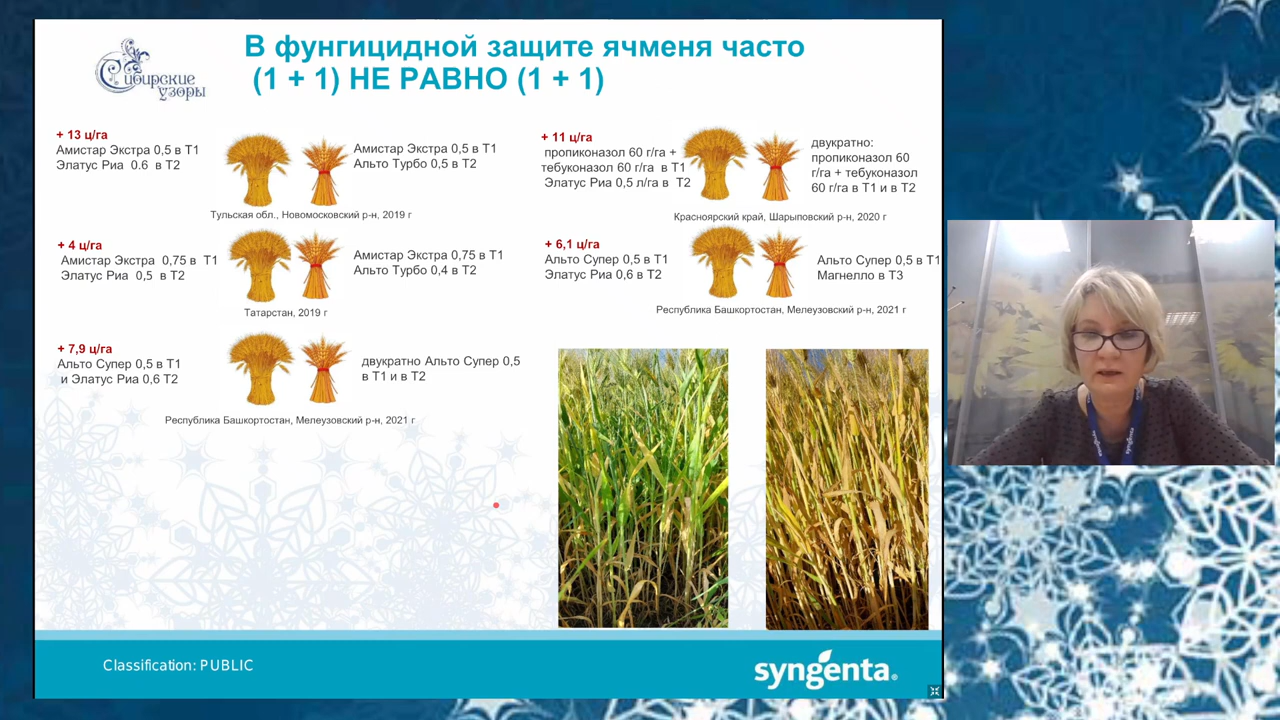 Сибирские
узоры
В фунгицидной защите ячменя часто
(1 + 1) НЕ РАВНО (1 + 1)
+ 13 ц/га
Амистар Экстра 0,5 в Т1
Элатус Риа 0.6 в Т2
Амистар Экстра 0,5 в Т1
Альто Турбо 0,5 в Т2
Тульская обл., Новомосковский р-н, 2019 г
+ 11 ц/га
пропиконазол 60 г/га +
тебуконазол 60 г/га в Т1
Элатус Риа 0,5 л/га в Т2
двукратно:
пропиконазол 60
г/га + тебуконазол
60 г/га в Т1 и в Т2
Красноярский край, Шарыповский р-н, 2020 г
+ 4 ц/га
Амистар Экстра 0,75 в Т1
Элатус Риа 0,5 в Т2
Амистар Экстра 0,75 в Т1
Альто Турбо 0,4 в Т2
Татарстан, 2019 г
+ 6,1 ц/га
Альто Супер 0,5 в Т1
Элатус Риа 0,6 в Т2
Альто Супер 0,5 в Т1
Магнелло в Т3
Республика Башкортостан, Мелеузовский р-н, 2021 г
+ 7,9 ц/га
Альто Супер 0,5 в Т1
и Элатус Риа 0,6 Т2
двукратно Альто Супер 0,5
в Т1 и в Т2
Республика Башкортостан, Мелеузовский р-н, 2021 г
Classification: PUBLIC
syngenta®
syngenta